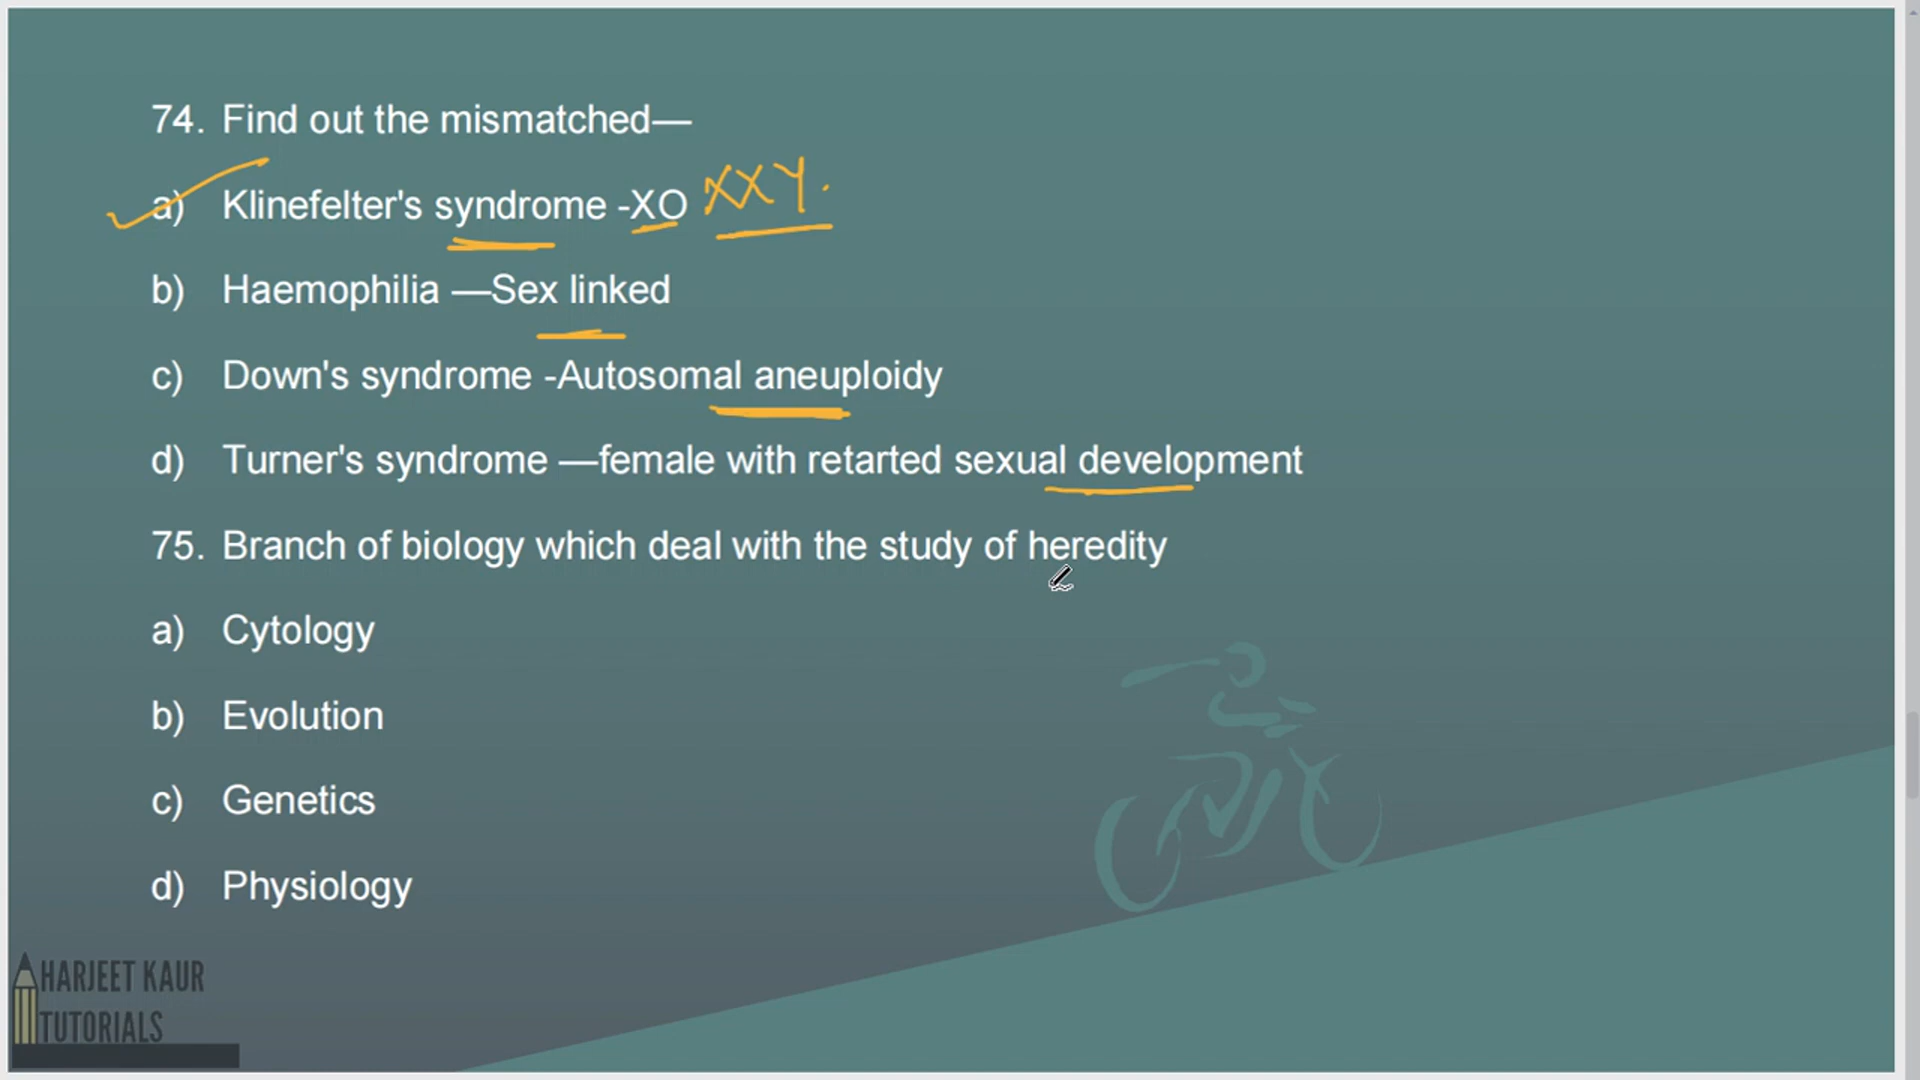 74. Find out the mismatched—
a) Klinefelter's syndrome -XO XXY.
b) Haemophilia —Sex linked
c) Down's syndrome -Autosomal aneuploidy
d) Turner's syndrome —female with retarted sexual development
75. Branch of biology which deal with the study of heredity
a) Cytology
b) Evolution
c) Genetics
d) Physiology
HARJEET KAUR
TUTORIALS